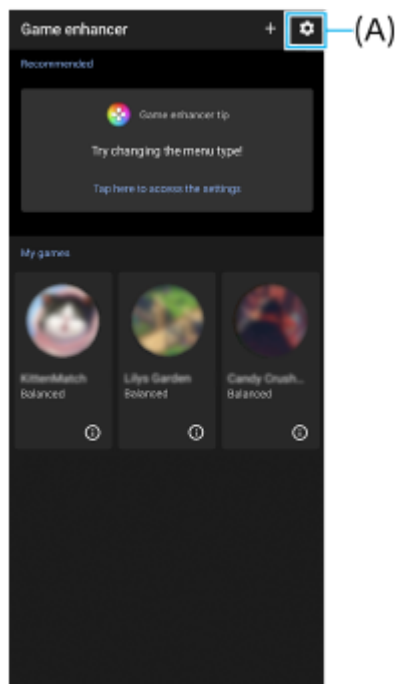 Game enhancer + (A)
Recommended
Game enhancer tip
Try changing the menu type!
Tap here to access the settings
My games
KittenMatch Lilys Garden Candy Crush...
Balanced Balanced Balanced